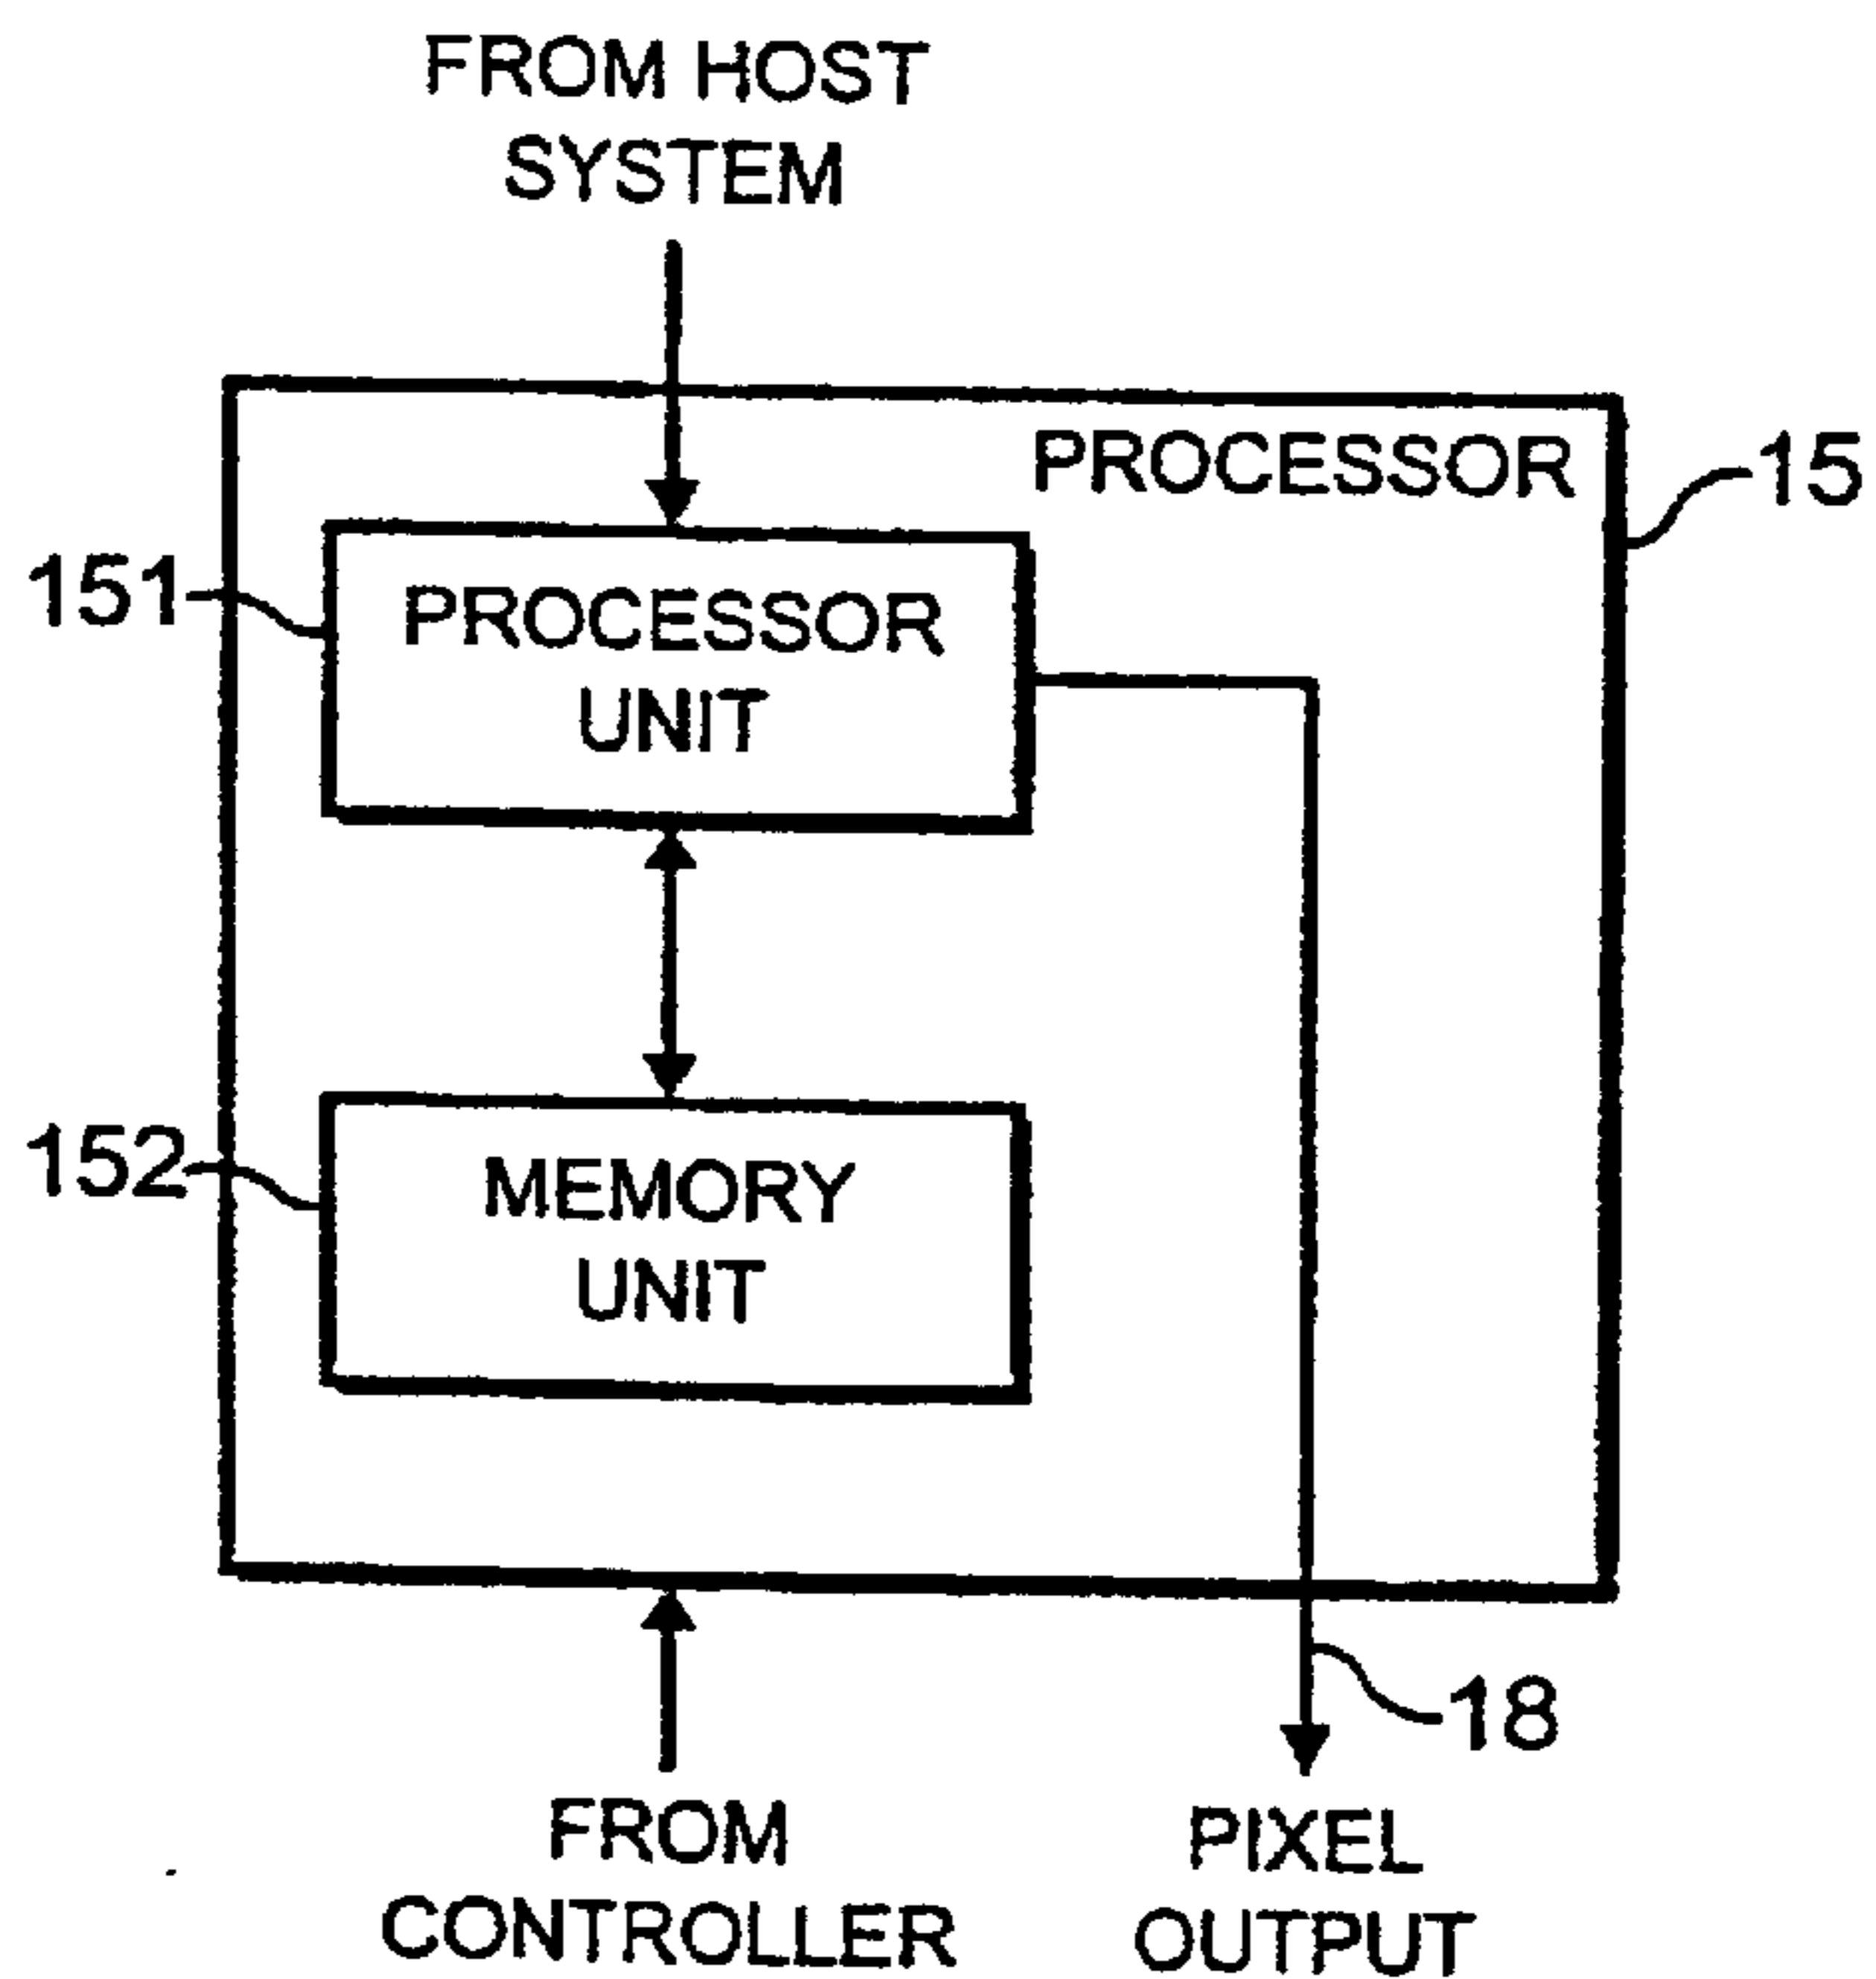 FROM HOST
SYSTEM
PROCESSOR
15
151
PROCESSOR
UNIT
152
MEMORY
UNIT
18
FROM
CONTROLLER
PIXEL
OUTPUT